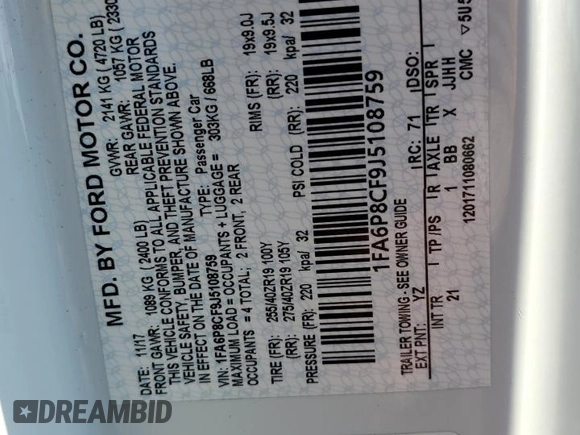 MFD. BY FORD MOTOR CO.
DATE: 11/17 GVWR: 2141 KG ( 4720 LB)
FRONT GAWR: 1089 KG ( 2400 LB) REAR GAWR: 1057 KG ( 2330
THIS VEHICLE CONFORMS TO ALL APPLICABLE FEDERAL MOTOR
VEHICLE SAFETY, BUMPER, AND THEFT PREVENTION STANDARDS
IN EFFECT ON THE DATE OF MANUFACTURE SHOWN ABOVE.
VEHICLE: VIN: 1FA6P8CF9J5108759 TYPE: Passenger Car
MAXIMUM LOAD = OCCUPANTS + LUGGAGE = 303KG / 668LB
OCCUPANTS = 4 TOTAL; 2 FRONT, 2 REAR
TIRE (FR): 255/40ZR19 100Y RIMS (FR): 19x9.0J
(RR): 275/40ZR19 105Y (RR): 19x9.5J
PRESSURE (FR): 220 kpa/ 32 PSI COLD (RR): 220 kpa/ 32
1FA6P8CF9J5108759
TRAILER TOWING - SEE OWNER GUIDE
EXT PNT: YZ RC: 71 DSO:
INT TR TP/PS R AXLE TR SPR
21 1 BB X JJHH
1201711080662 CMC ▽5U5
DREAMBID